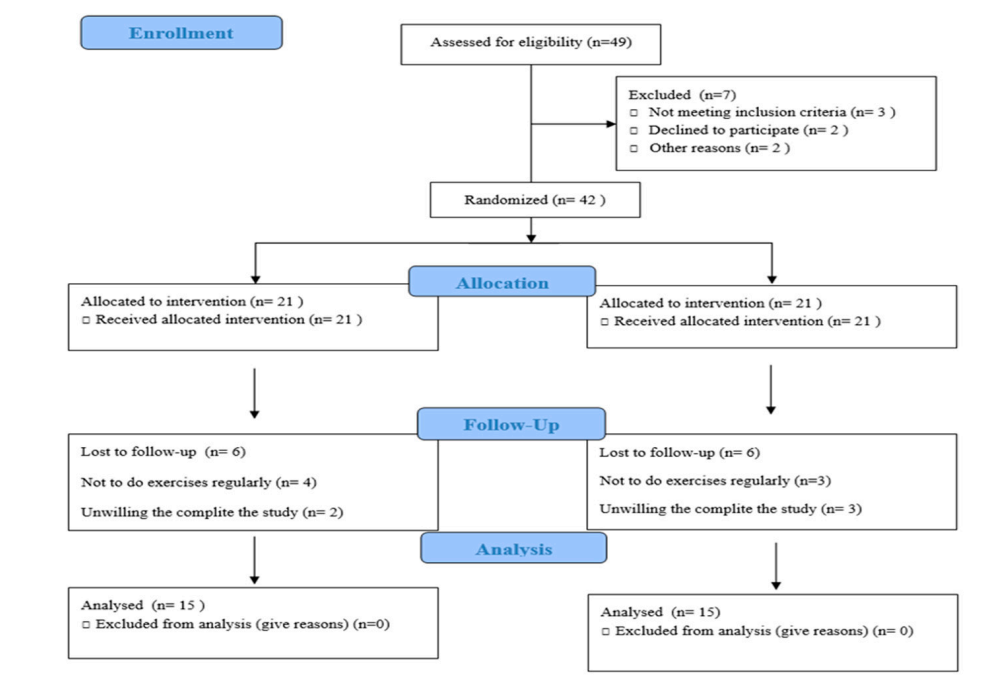 Enrollment
Assessed for eligibility (n=49)
Excluded (n=7)
□ Not meeting inclusion criteria (n= 3 )
□ Declined to participate (n= 2 )
□ Other reasons (n= 2 )
Randomized (n= 42 )
Allocation
Allocated to intervention (n= 21 )
□ Received allocated intervention (n= 21 )
Allocated to intervention (n= 21 )
□ Received allocated intervention (n= 21 )
Follow-Up
Lost to follow-up (n= 6)
Not to do exercises regularly (n= 4)
Unwilling the complite the study (n= 2)
Lost to follow-up (n= 6)
Not to do exercises regularly (n=3)
Unwilling the complite the study (n= 3)
Analysis
Analysed (n= 15 )
□ Excluded from analysis (give reasons) (n=0)
Analysed (n= 15)
□ Excluded from analysis (give reasons) (n= 0)